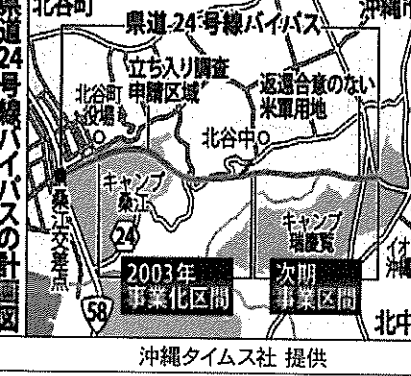 県道24号線バイパスの計画図
北谷町
沖縄市
県道24号線バイパス
立ち入り調査
申請区域
返還合意のない
米軍用地
北谷町
役場
北谷中
桑江交差点
キャンプ
桑江
24
キャンプ
瑞慶覧
2003年
事業化区間
次期
事業区間
58
北中
沖縄タイムス社 提供